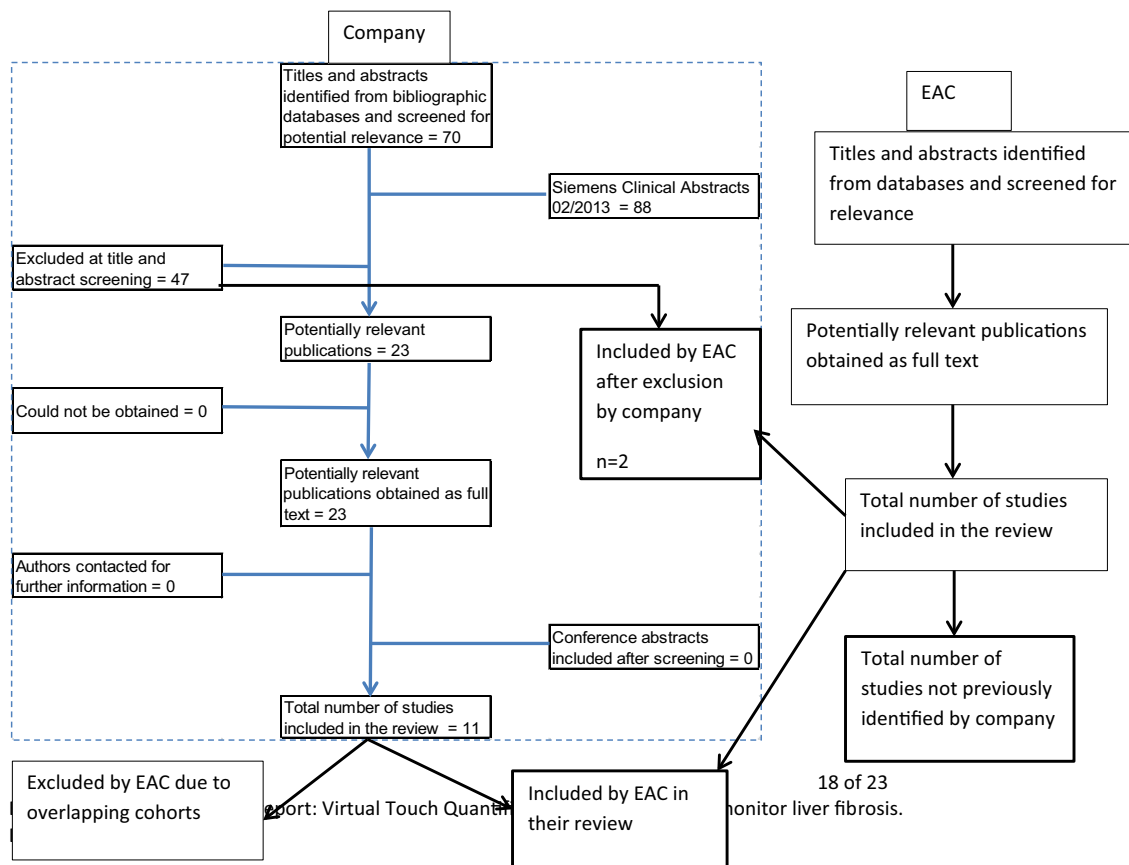 Company
Titles and abstracts
identified from bibliographic
databases and screened for
potential relevance = 70
Siemens Clinical Abstracts
02/2013 = 88
Excluded at title and
abstract screening = 47
Potentially relevant
publications = 23
Included by EAC
after exclusion
by company
n=2
Could not be obtained = 0
Potentially relevant
publications obtained as full
text = 23
Authors contacted for
further information = 0
Conference abstracts
included after screening = 0
Total number of studies
included in the review = 11
EAC
Titles and abstracts identified
from databases and screened for
relevance
Potentially relevant publications
obtained as full text
Total number of studies
included in the review
Total number of
studies not previously
identified by company
Excluded by EAC due to
overlapping cohorts
Included by EAC in
their review
18 of 23
: Virtual Touch liver fibrosis.